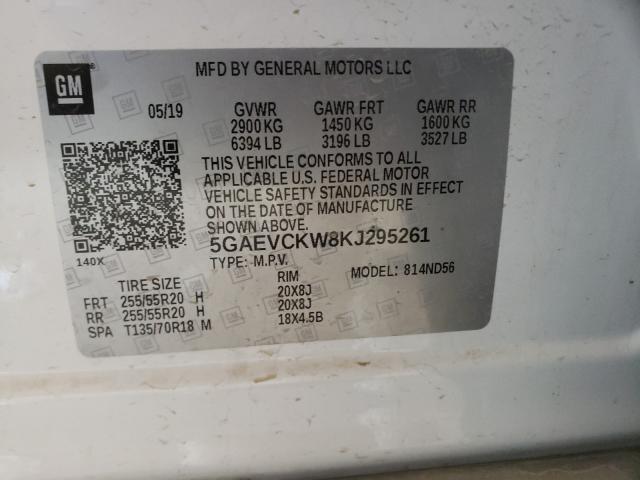 GM
MFD BY GENERAL MOTORS LLC
05/19 GVWR GAWR FRT GAWR RR
2900 KG 1450 KG 1600 KG
6394 LB 3196 LB 3527 LB
THIS VEHICLE CONFORMS TO ALL
APPLICABLE U.S. FEDERAL MOTOR
VEHICLE SAFETY STANDARDS IN EFFECT
ON THE DATE OF MANUFACTURE
SHOWN ABOVE.
5GAEVCKW8KJ295261
140X
TYPE: M.P.V. MODEL: 814ND56
TIRE SIZE RIM
FRT 255/55R20 H 20X8J
RR 255/55R20 H 20X8J
SPA T135/70R18 M 18X4.5B